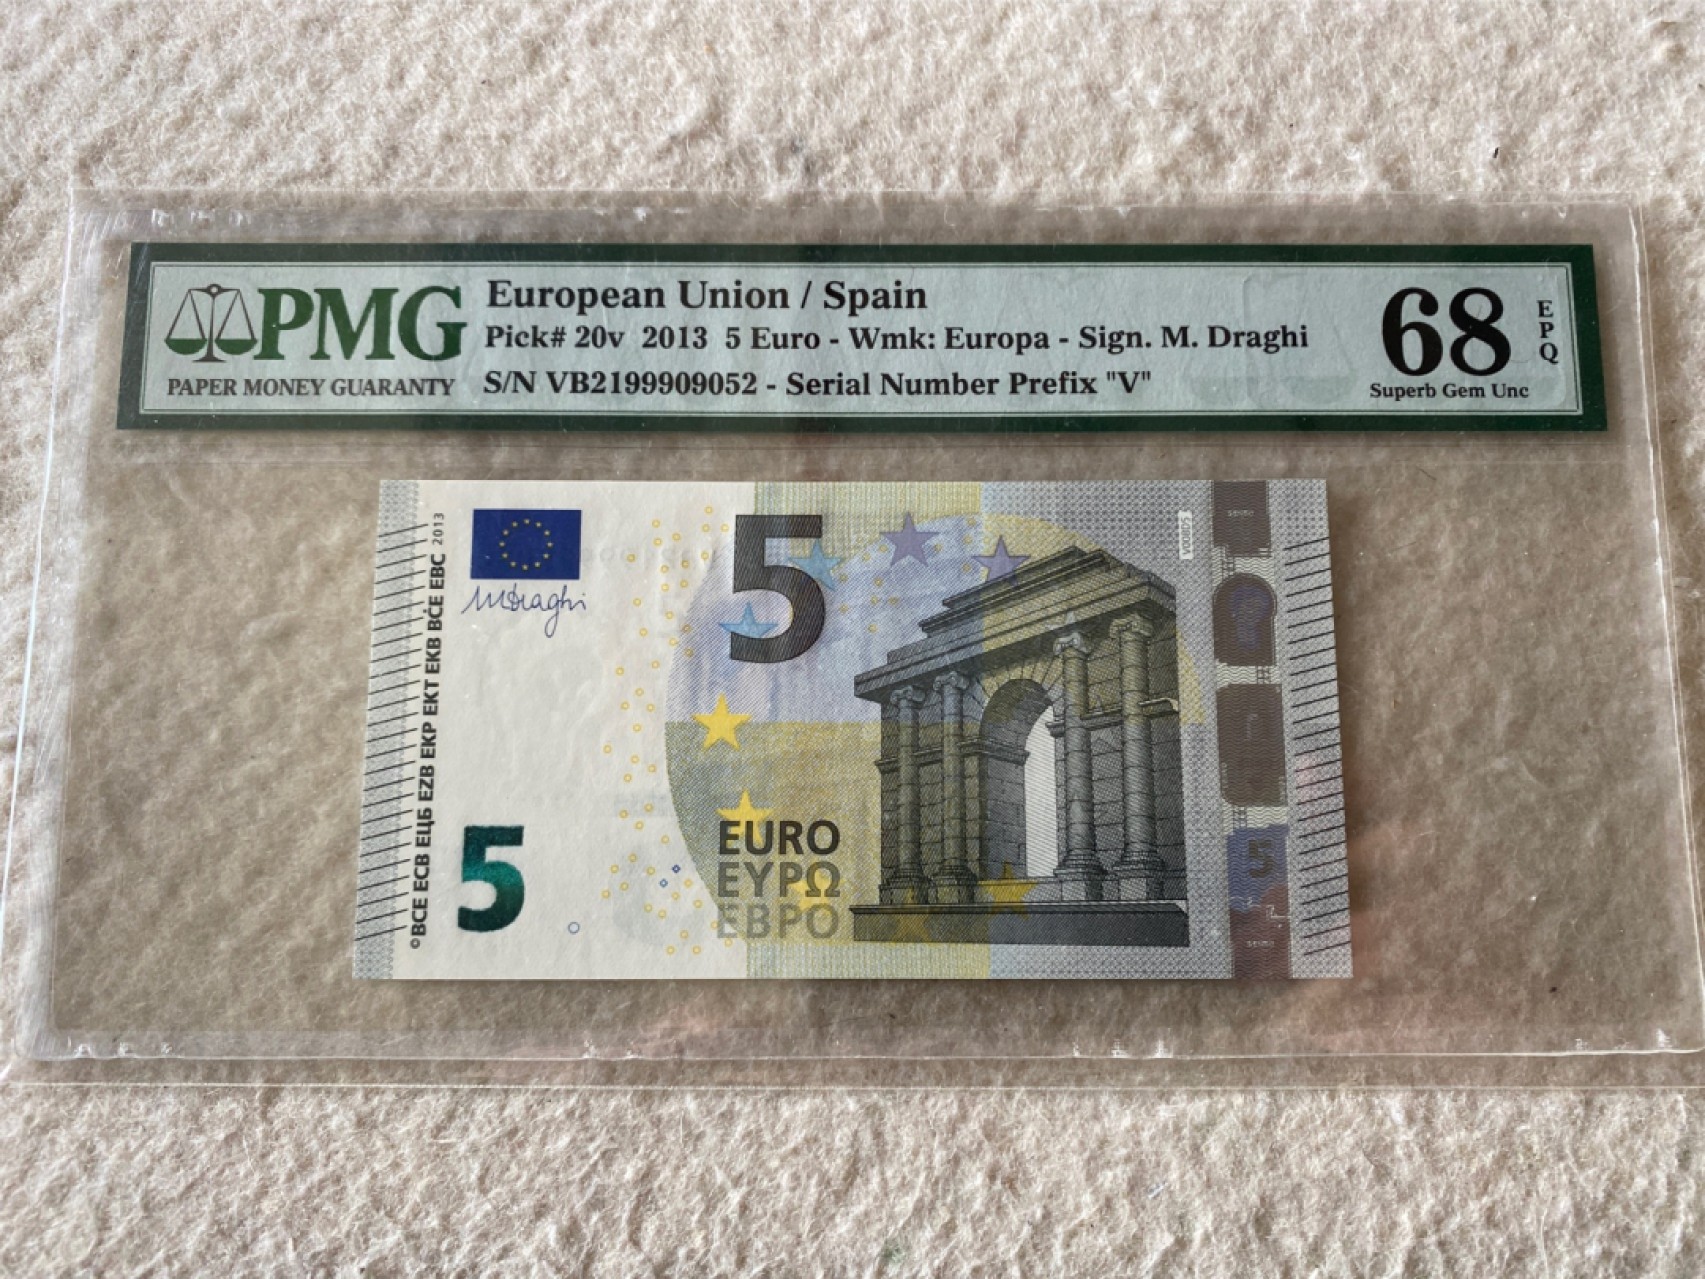 PMG
PAPER MONEY GUARANTY
European Union / Spain
Pick# 20v 2013 5 Euro - Wmk: Europa - Sign. M. Draghi
S/N VB2199909052 - Serial Number Prefix "V"
68
EPQ
Superb Gem Unc
©BCE ECB ЕЦБ EZB EKP EKT EKB BĊE EBC 2013
MDraghi
5
5
EURO
ΕΥΡΩ
ЕВРО
5